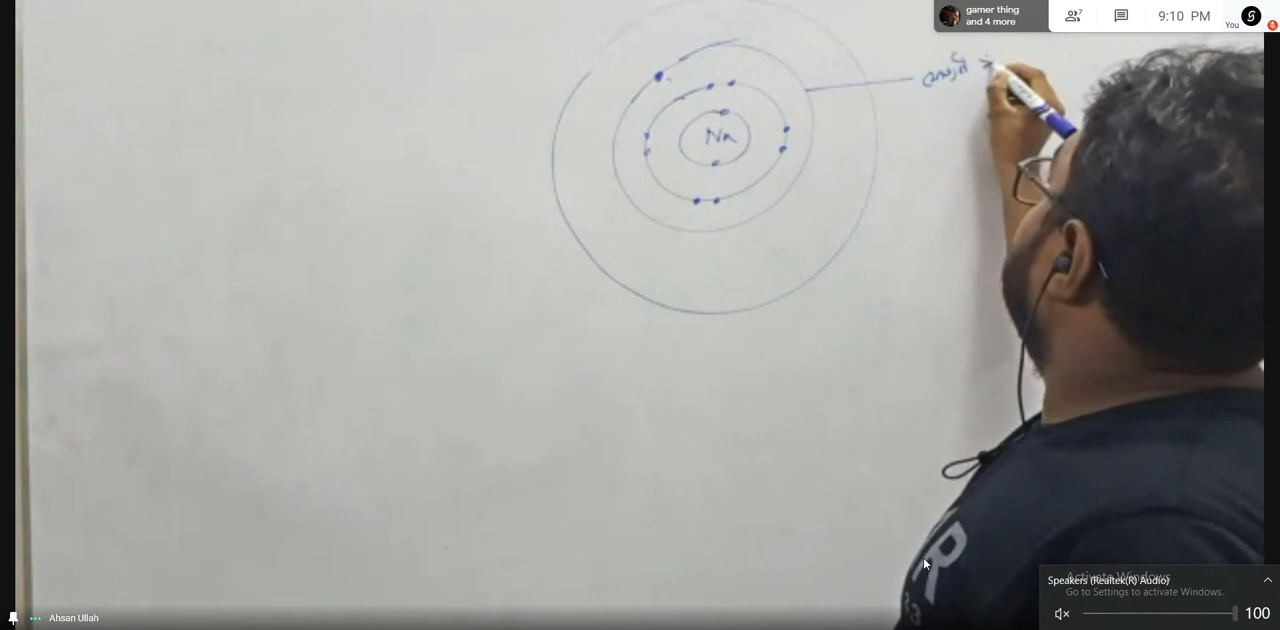 gamer thing
and 4 more
7
9:10 PM
You
Na
R
Activate Windows
Speakers (Realtek(R) Audio)
Go to Settings to activate Windows.
100
Ahsan Ullah